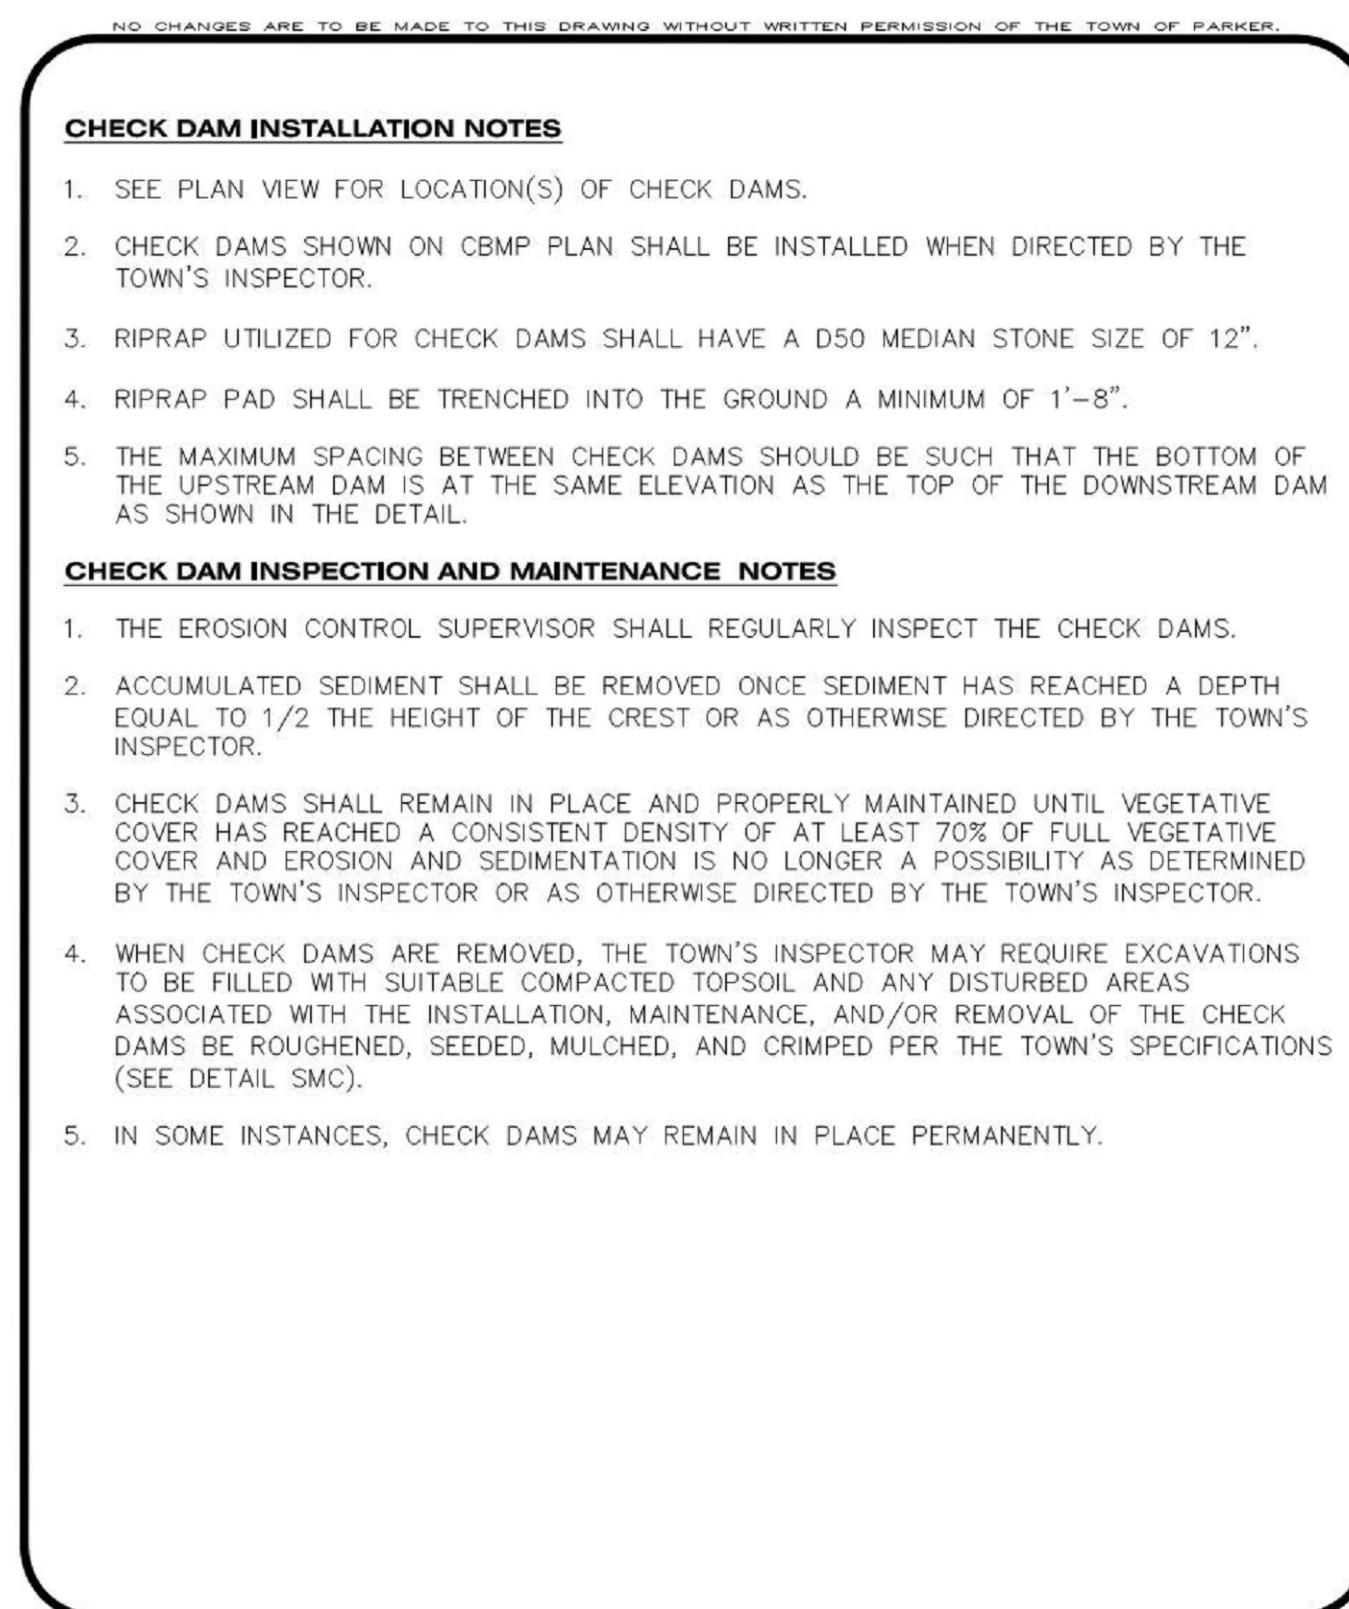 NO CHANGES ARE TO BE MADE TO THIS DRAWING WITHOUT WRITTEN PERMISSION OF THE TOWN OF PARKER.
CHECK DAM INSTALLATION NOTES
1. SEE PLAN VIEW FOR LOCATION(S) OF CHECK DAMS.
2. CHECK DAMS SHOWN ON CBMP PLAN SHALL BE INSTALLED WHEN DIRECTED BY THE
TOWN'S INSPECTOR.
3. RIPRAP UTILIZED FOR CHECK DAMS SHALL HAVE A D50 MEDIAN STONE SIZE OF 12".
4. RIPRAP PAD SHALL BE TRENCHED INTO THE GROUND A MINIMUM OF 1'-8".
5. THE MAXIMUM SPACING BETWEEN CHECK DAMS SHOULD BE SUCH THAT THE BOTTOM OF
THE UPSTREAM DAM IS AT THE SAME ELEVATION AS THE TOP OF THE DOWNSTREAM DAM
AS SHOWN IN THE DETAIL.
CHECK DAM INSPECTION AND MAINTENANCE NOTES
1. THE EROSION CONTROL SUPERVISOR SHALL REGULARLY INSPECT THE CHECK DAMS.
2. ACCUMULATED SEDIMENT SHALL BE REMOVED ONCE SEDIMENT HAS REACHED A DEPTH
EQUAL TO 1/2 THE HEIGHT OF THE CREST OR AS OTHERWISE DIRECTED BY THE TOWN'S
INSPECTOR.
3. CHECK DAMS SHALL REMAIN IN PLACE AND PROPERLY MAINTAINED UNTIL VEGETATIVE
COVER HAS REACHED A CONSISTENT DENSITY OF AT LEAST 70% OF FULL VEGETATIVE
COVER AND EROSION AND SEDIMENTATION IS NO LONGER A POSSIBILITY AS DETERMINED
BY THE TOWN'S INSPECTOR OR AS OTHERWISE DIRECTED BY THE TOWN'S INSPECTOR.
4. WHEN CHECK DAMS ARE REMOVED, THE TOWN'S INSPECTOR MAY REQUIRE EXCAVATIONS
TO BE FILLED WITH SUITABLE COMPACTED TOPSOIL AND ANY DISTURBED AREAS
ASSOCIATED WITH THE INSTALLATION, MAINTENANCE, AND/OR REMOVAL OF THE CHECK
DAMS BE ROUGHENED, SEEDED, MULCHED, AND CRIMPED PER THE TOWN'S SPECIFICATIONS
(SEE DETAIL SMC).
5. IN SOME INSTANCES, CHECK DAMS MAY REMAIN IN PLACE PERMANENTLY.